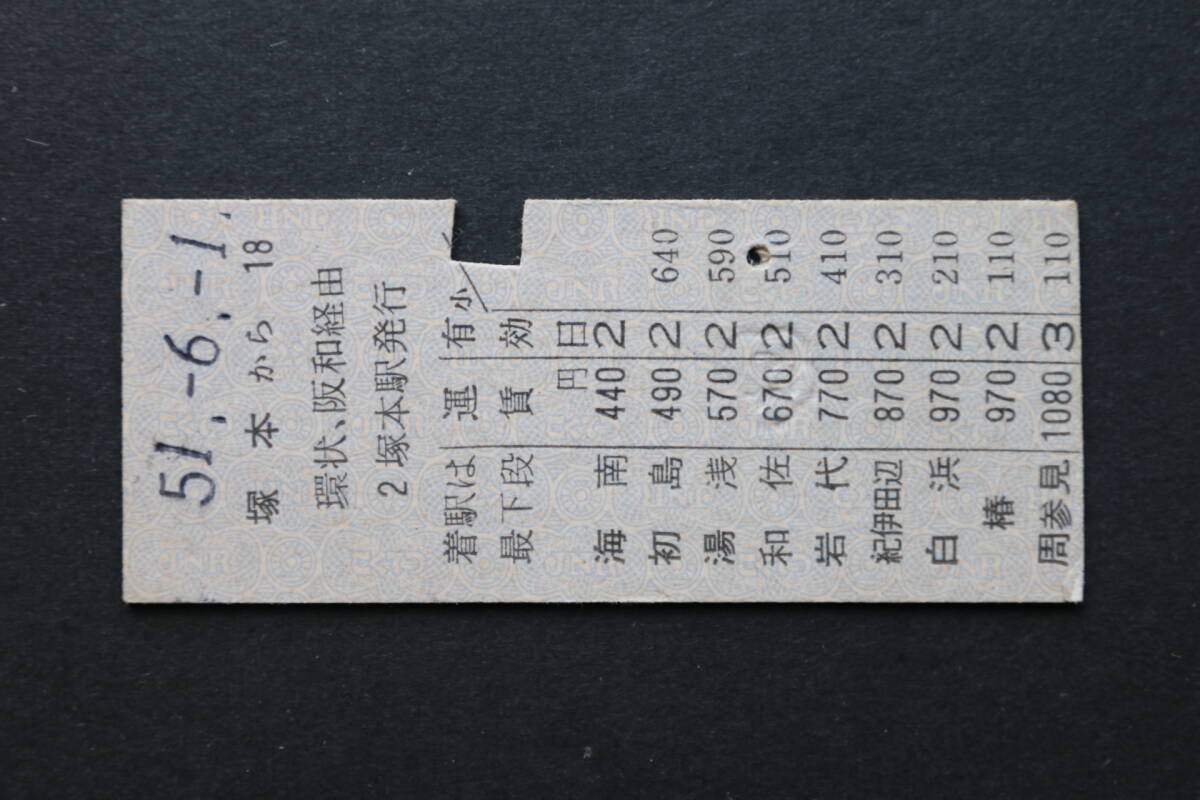 51.-6.-1
塚本から 18
環状、阪和経由
2 塚本駅発行
着駅は 運 有 小
最下段 賃 効
円 日
海南 440 2
初島 490 2 640
湯浅 570 2 590
和佐 670 2 510
岩代 770 2 410
紀伊田辺 870 2 310
白浜 970 2 210
椿 970 2 110
周参見 1080 3 110